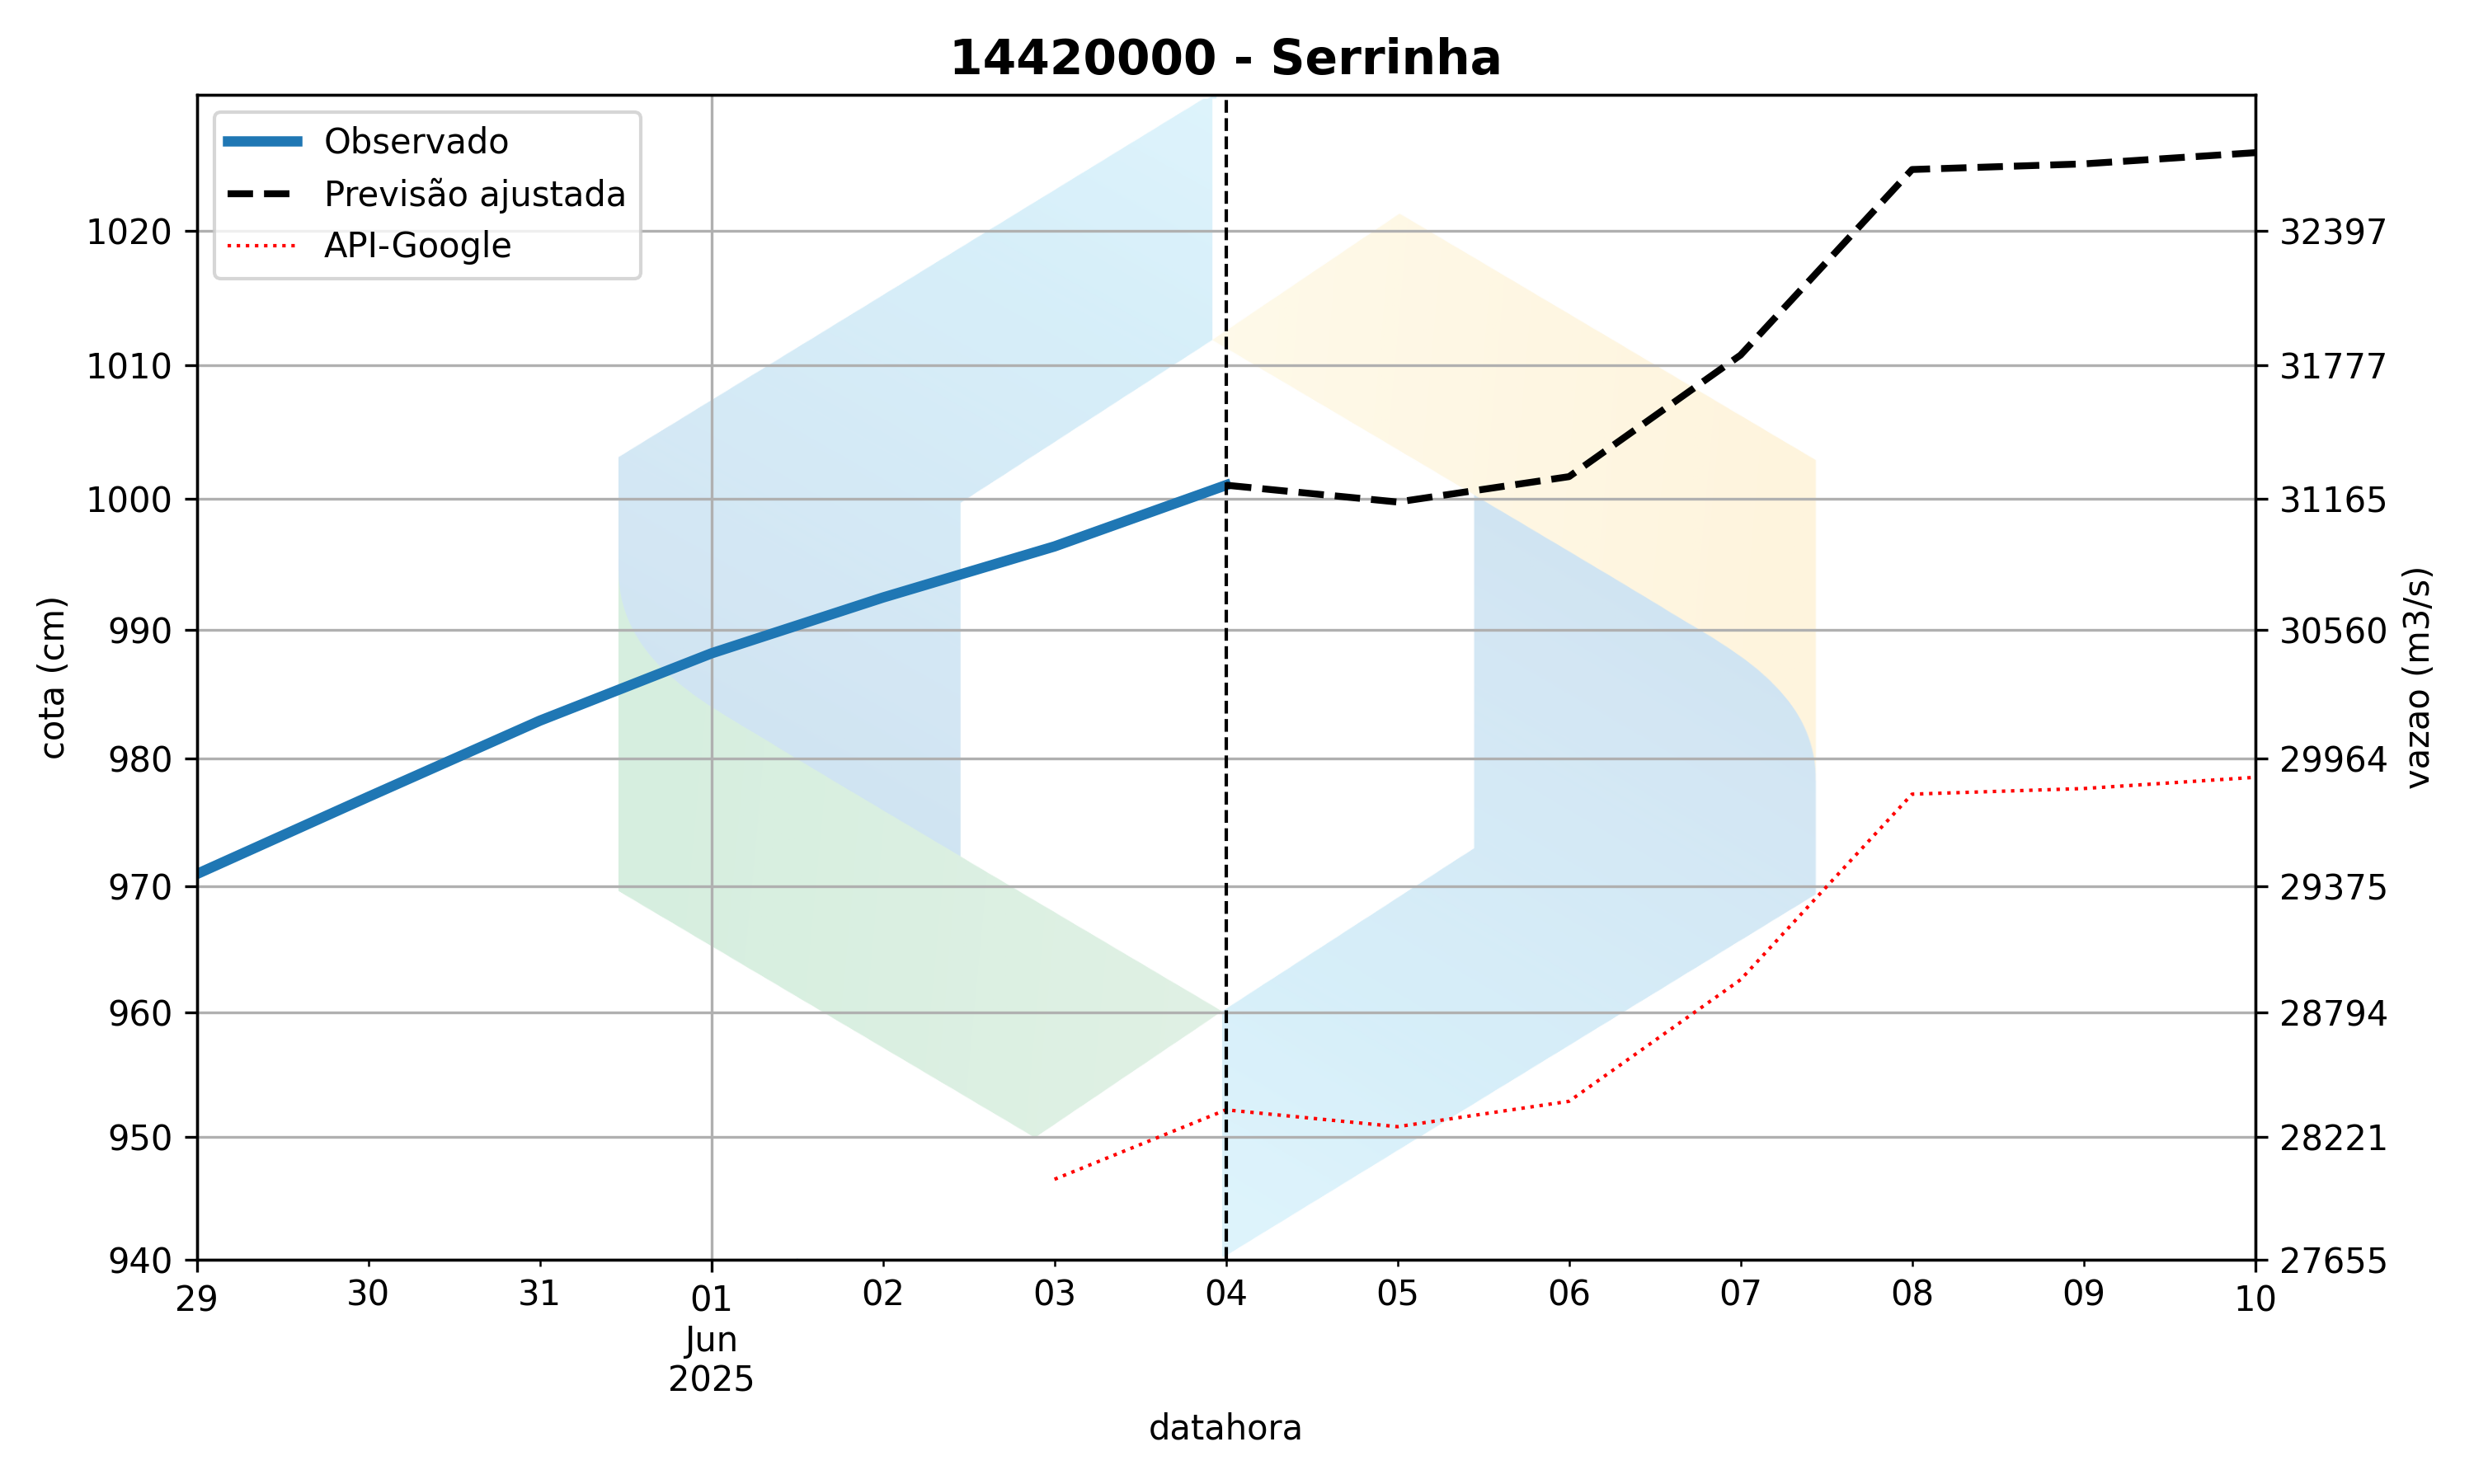 14420000 - Serrinha
Observado
Previsão ajustada
API-Google
1020
1010
1000
990
980
970
960
950
940
cota (cm)
32397
31777
31165
30560
29964
29375
28794
28221
27655
vazao (m3/s)
29 30 31 01 02 03 04 05 06 07 08 09 10
Jun
2025
datahora